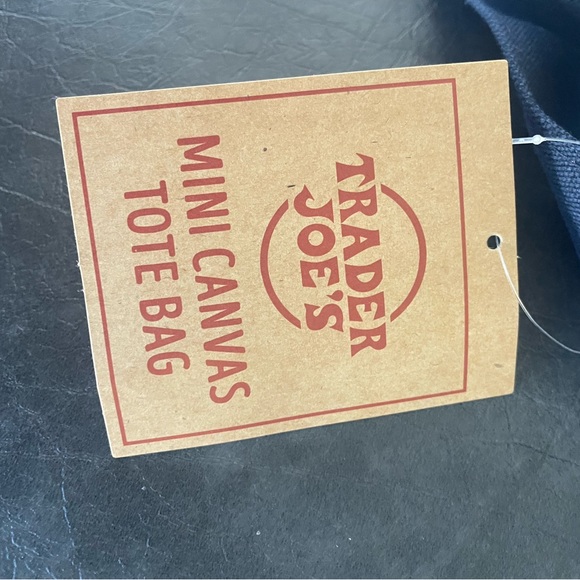 TRADER
JOE'S
MINI CANVAS
TOTE BAG